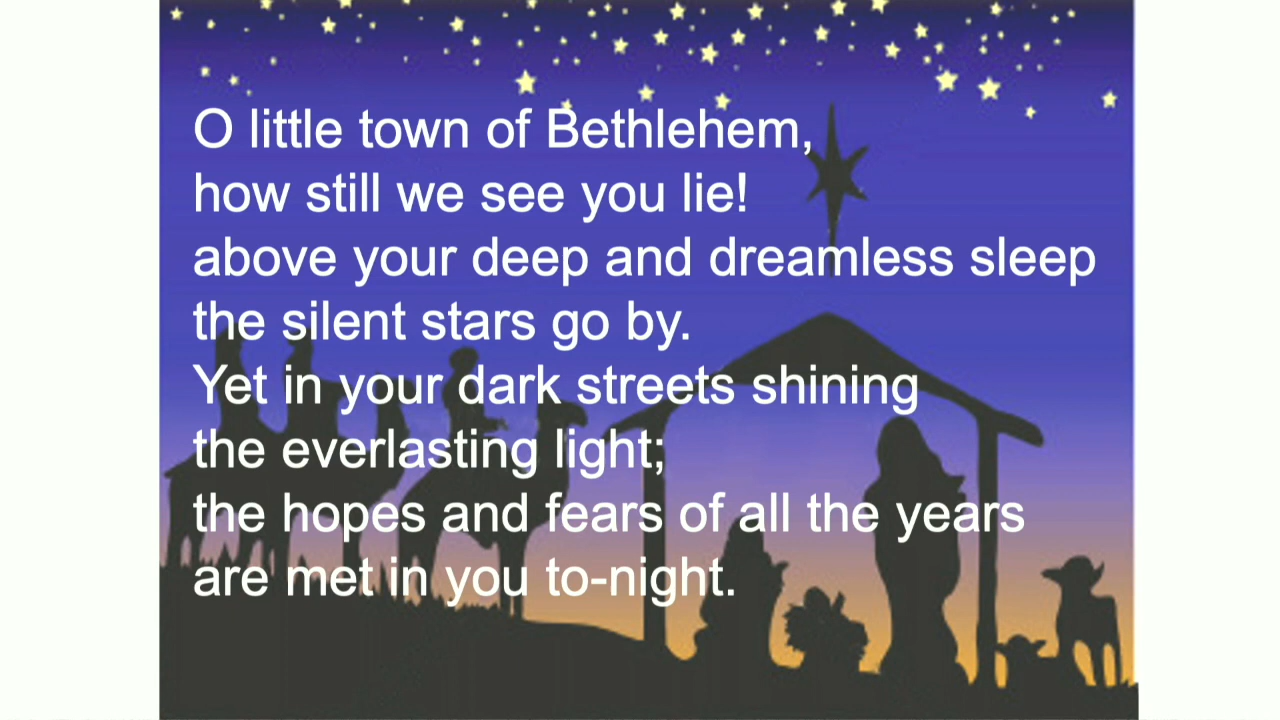 O little town of Bethlehem,
how still we see you lie!
above your deep and dreamless sleep
the silent stars go by.
Yet in your dark streets shining
the everlasting light;
the hopes and fears of all the years
are met in you to-night.